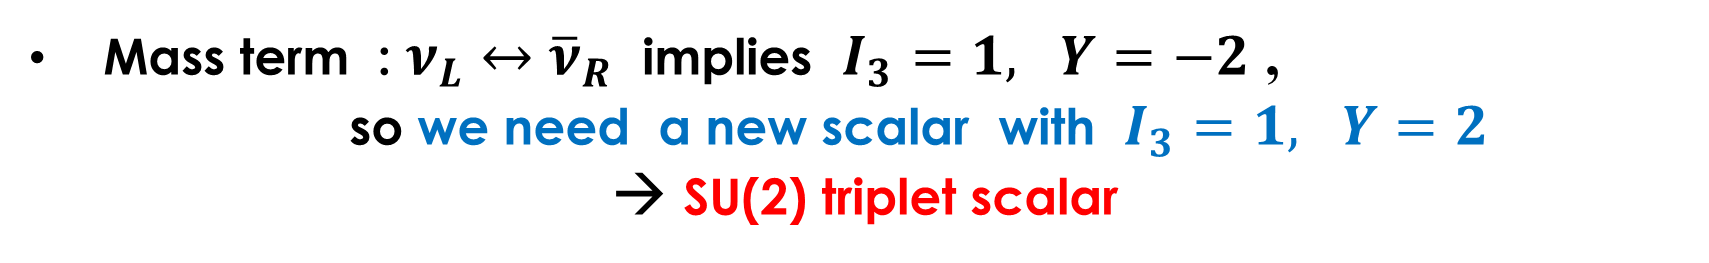 • Mass term : ν_L ↔ ν̄_R implies I_3 = 1, Y = −2 ,
so we need a new scalar with I_3 = 1, Y = 2
→ SU(2) triplet scalar